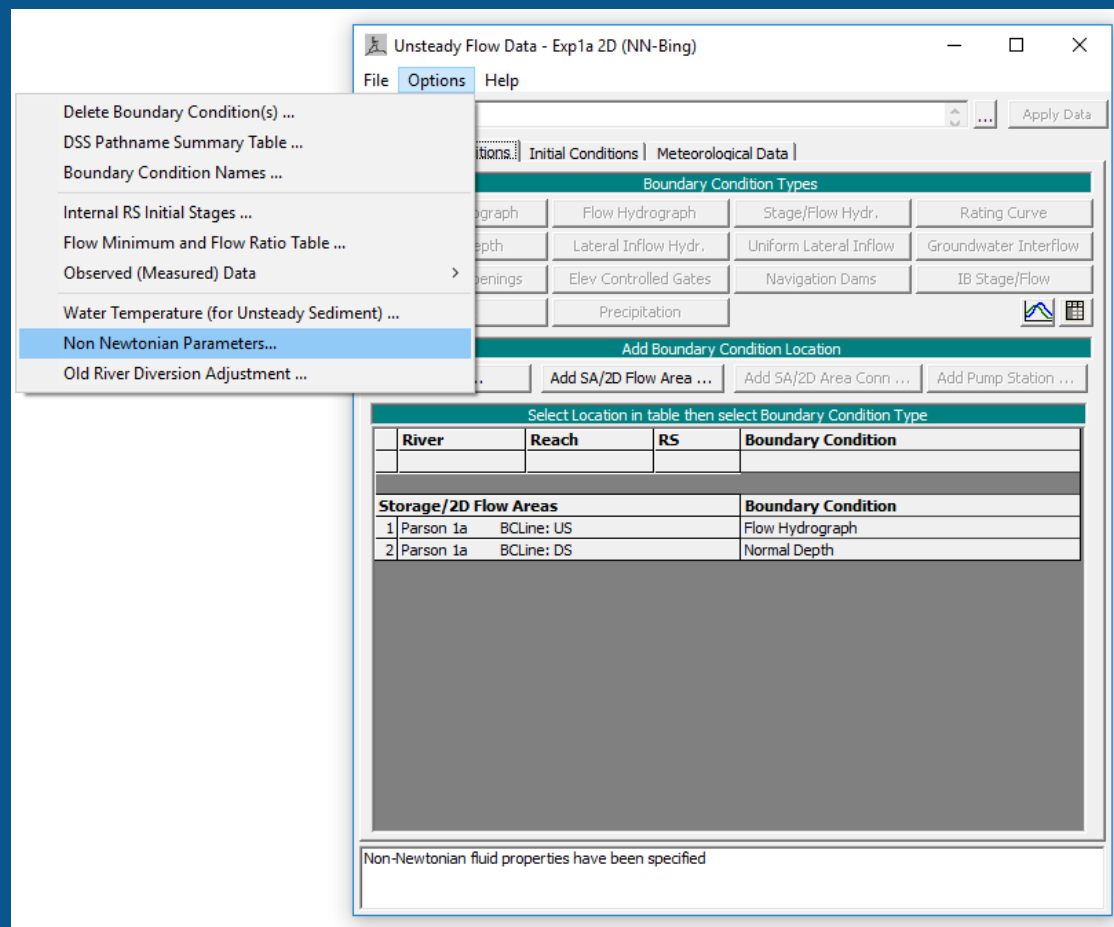 Unsteady Flow Data - Exp1a 2D (NN-Bing)
File Options Help
Delete Boundary Condition(s) ...
DSS Pathname Summary Table ...
Boundary Condition Names ...
Internal RS Initial Stages ...
Flow Minimum and Flow Ratio Table ...
Observed (Measured) Data
Water Temperature (for Unsteady Sediment) ...
Non Newtonian Parameters...
Old River Diversion Adjustment ...
... Apply Data
Initial Conditions Meteorological Data
Boundary Condition Types
Flow Hydrograph Stage/Flow Hydr. Rating Curve
Lateral Inflow Hydr. Uniform Lateral Inflow Groundwater Interflow
Elev Controlled Gates Navigation Dams IB Stage/Flow
Precipitation
Add Boundary Condition Location
Add SA/2D Flow Area ... Add SA/2D Area Conn ... Add Pump Station ...
Select Location in table then select Boundary Condition Type
River Reach RS Boundary Condition
Storage/2D Flow Areas Boundary Condition
1 Parson 1a BCLine: US Flow Hydrograph
2 Parson 1a BCLine: DS Normal Depth
Non-Newtonian fluid properties have been specified